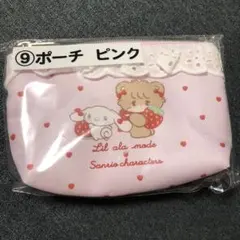 ⑨ポーチ ピンク
Lil ala mode
Sanrio characters